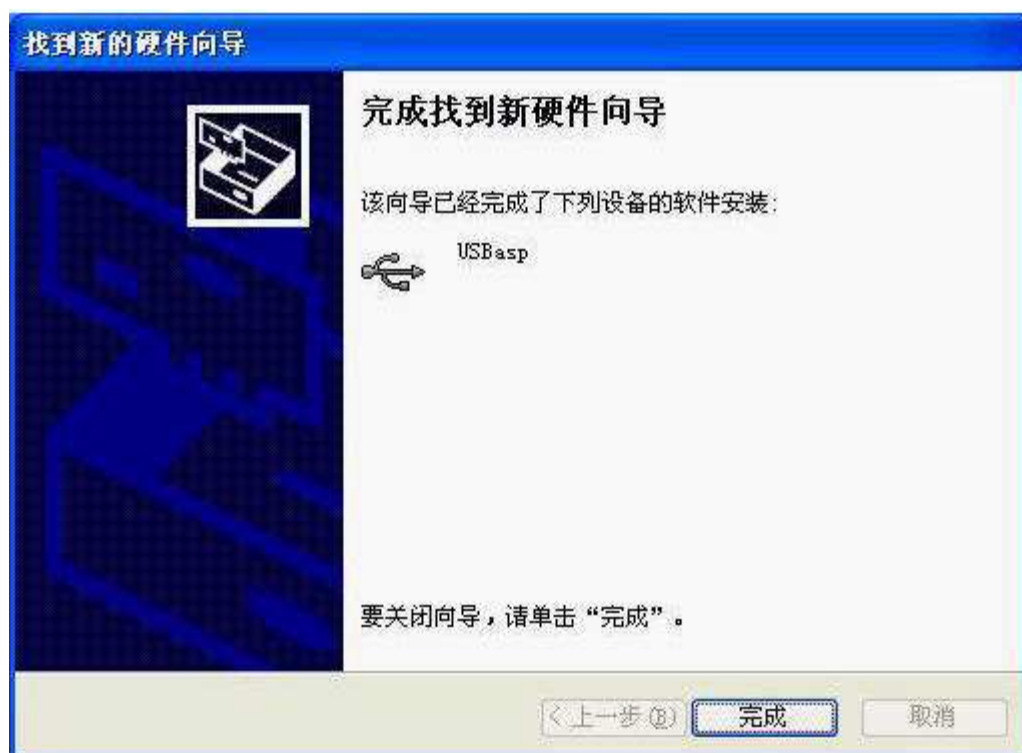 找到新的硬件向导
完成找到新硬件向导
该向导已经完成了下列设备的软件安装:
USBasp
要关闭向导，请单击“完成”。
< 上一步(B)
完成
取消